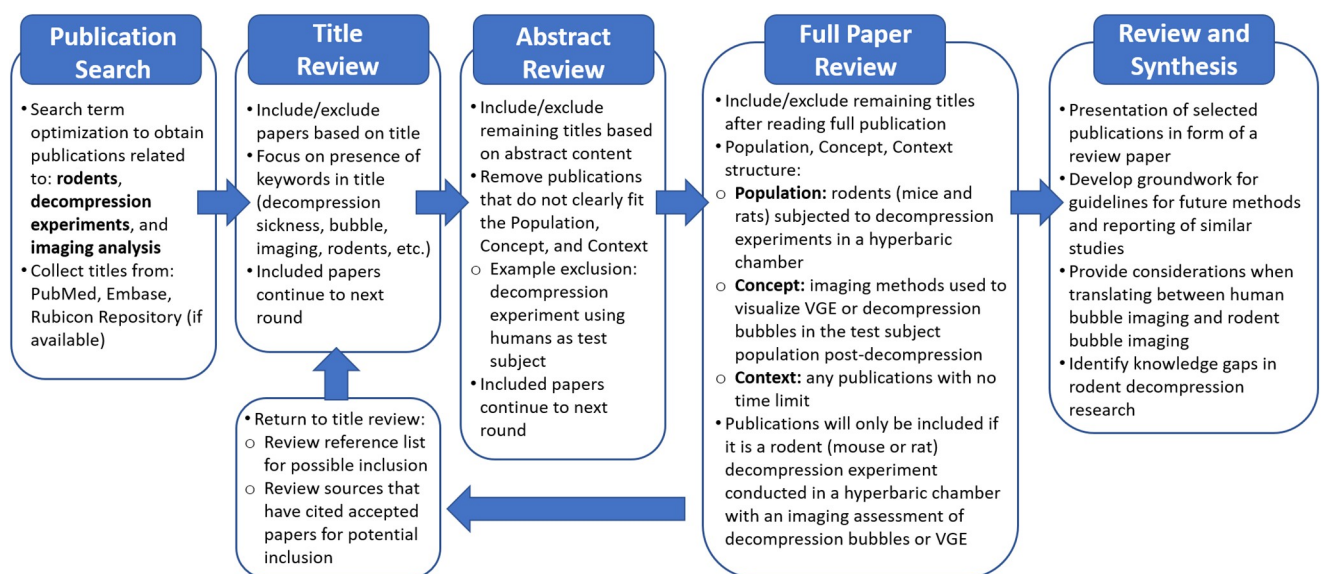 Publication
Search
• Search term
optimization to obtain
publications related
to: rodents,
decompression
experiments, and
imaging analysis
• Collect titles from:
PubMed, Embase,
Rubicon Repository (if
available)
Title
Review
• Include/exclude
papers based on title
• Focus on presence of
keywords in title
(decompression
sickness, bubble,
imaging, rodents, etc.)
• Included papers
continue to next
round
Abstract
Review
• Include/exclude
remaining titles based
on abstract content
• Remove publications
that do not clearly fit
the Population,
Concept, and Context
o Example exclusion:
decompression
experiment using
humans as test
subject
• Included papers
continue to next
round
Full Paper
Review
• Include/exclude remaining titles
after reading full publication
• Population, Concept, Context
structure:
o Population: rodents (mice and
rats) subjected to decompression
experiments in a hyperbaric
chamber
o Concept: imaging methods used to
visualize VGE or decompression
bubbles in the test subject
population post-decompression
o Context: any publications with no
time limit
• Publications will only be included if
it is a rodent (mouse or rat)
decompression experiment
conducted in a hyperbaric chamber
with an imaging assessment of
decompression bubbles or VGE
Review and
Synthesis
• Presentation of selected
publications in form of a
review paper
• Develop groundwork for
guidelines for future methods
and reporting of similar
studies
• Provide considerations when
translating between human
bubble imaging and rodent
bubble imaging
• Identify knowledge gaps in
rodent decompression
research
• Return to title review:
o Review reference list
for possible inclusion
o Review sources that
have cited accepted
papers for potential
inclusion